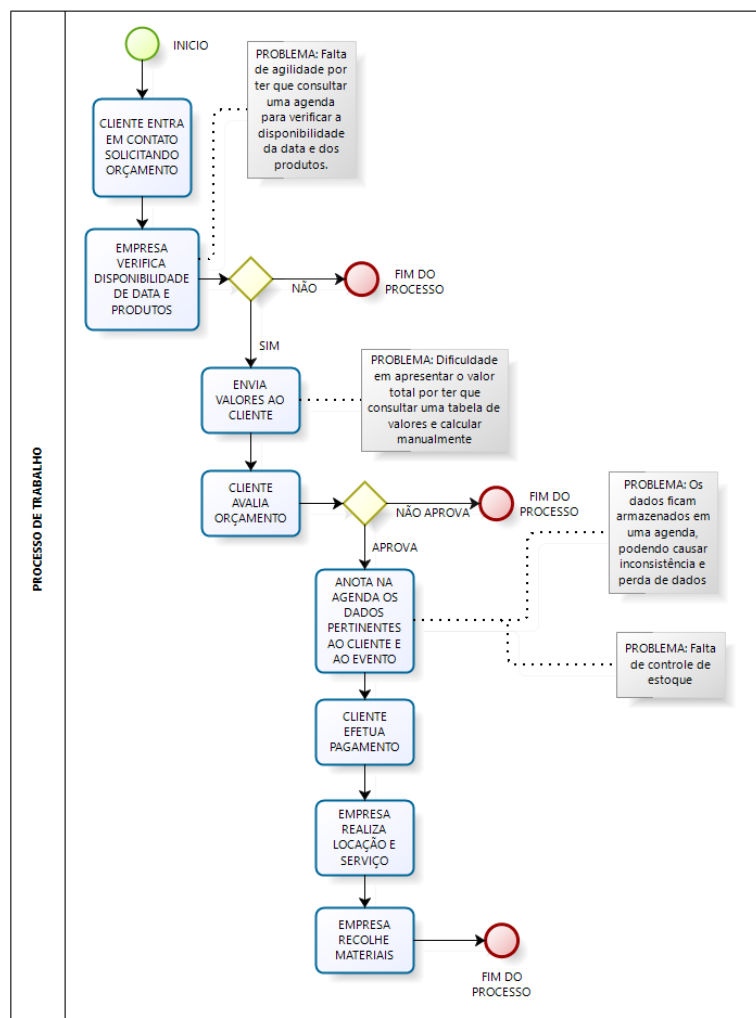 INICIO
PROBLEMA: Falta
de agilidade por
ter que consultar
uma agenda
para verificar a
disponibilidade
da data e dos
produtos.
CLIENTE ENTRA
EM CONTATO
SOLICITANDO
ORÇAMENTO
EMPRESA
VERIFICA
DISPONIBILIDADE
DE DATA E
PRODUTOS
NÃO
FIM DO
PROCESSO
SIM
PROBLEMA: Dificuldade
em apresentar o valor
total por ter que
consultar uma tabela
de valores e calcular
manualmente
ENVIA
VALORES AO
CLIENTE
CLIENTE
AVALIA
ORÇAMENTO
NÃO APROVA
FIM DO
PROCESSO
PROBLEMA: Os
dados ficam
armazenados em
uma agenda,
podendo causar
inconsistência e
perda de dados
APROVA
PROCESSO DE TRABALHO
ANOTA NA
AGENDA OS
DADOS
PERTINENTES
AO CLIENTE E
AO EVENTO
PROBLEMA: Falta
de controle de
estoque
CLIENTE
EFETUA
PAGAMENTO
EMPRESA
REALIZA
LOCAÇÃO E
SERVIÇO
EMPRESA
RECOLHE
MATERIAIS
FIM DO
PROCESSO